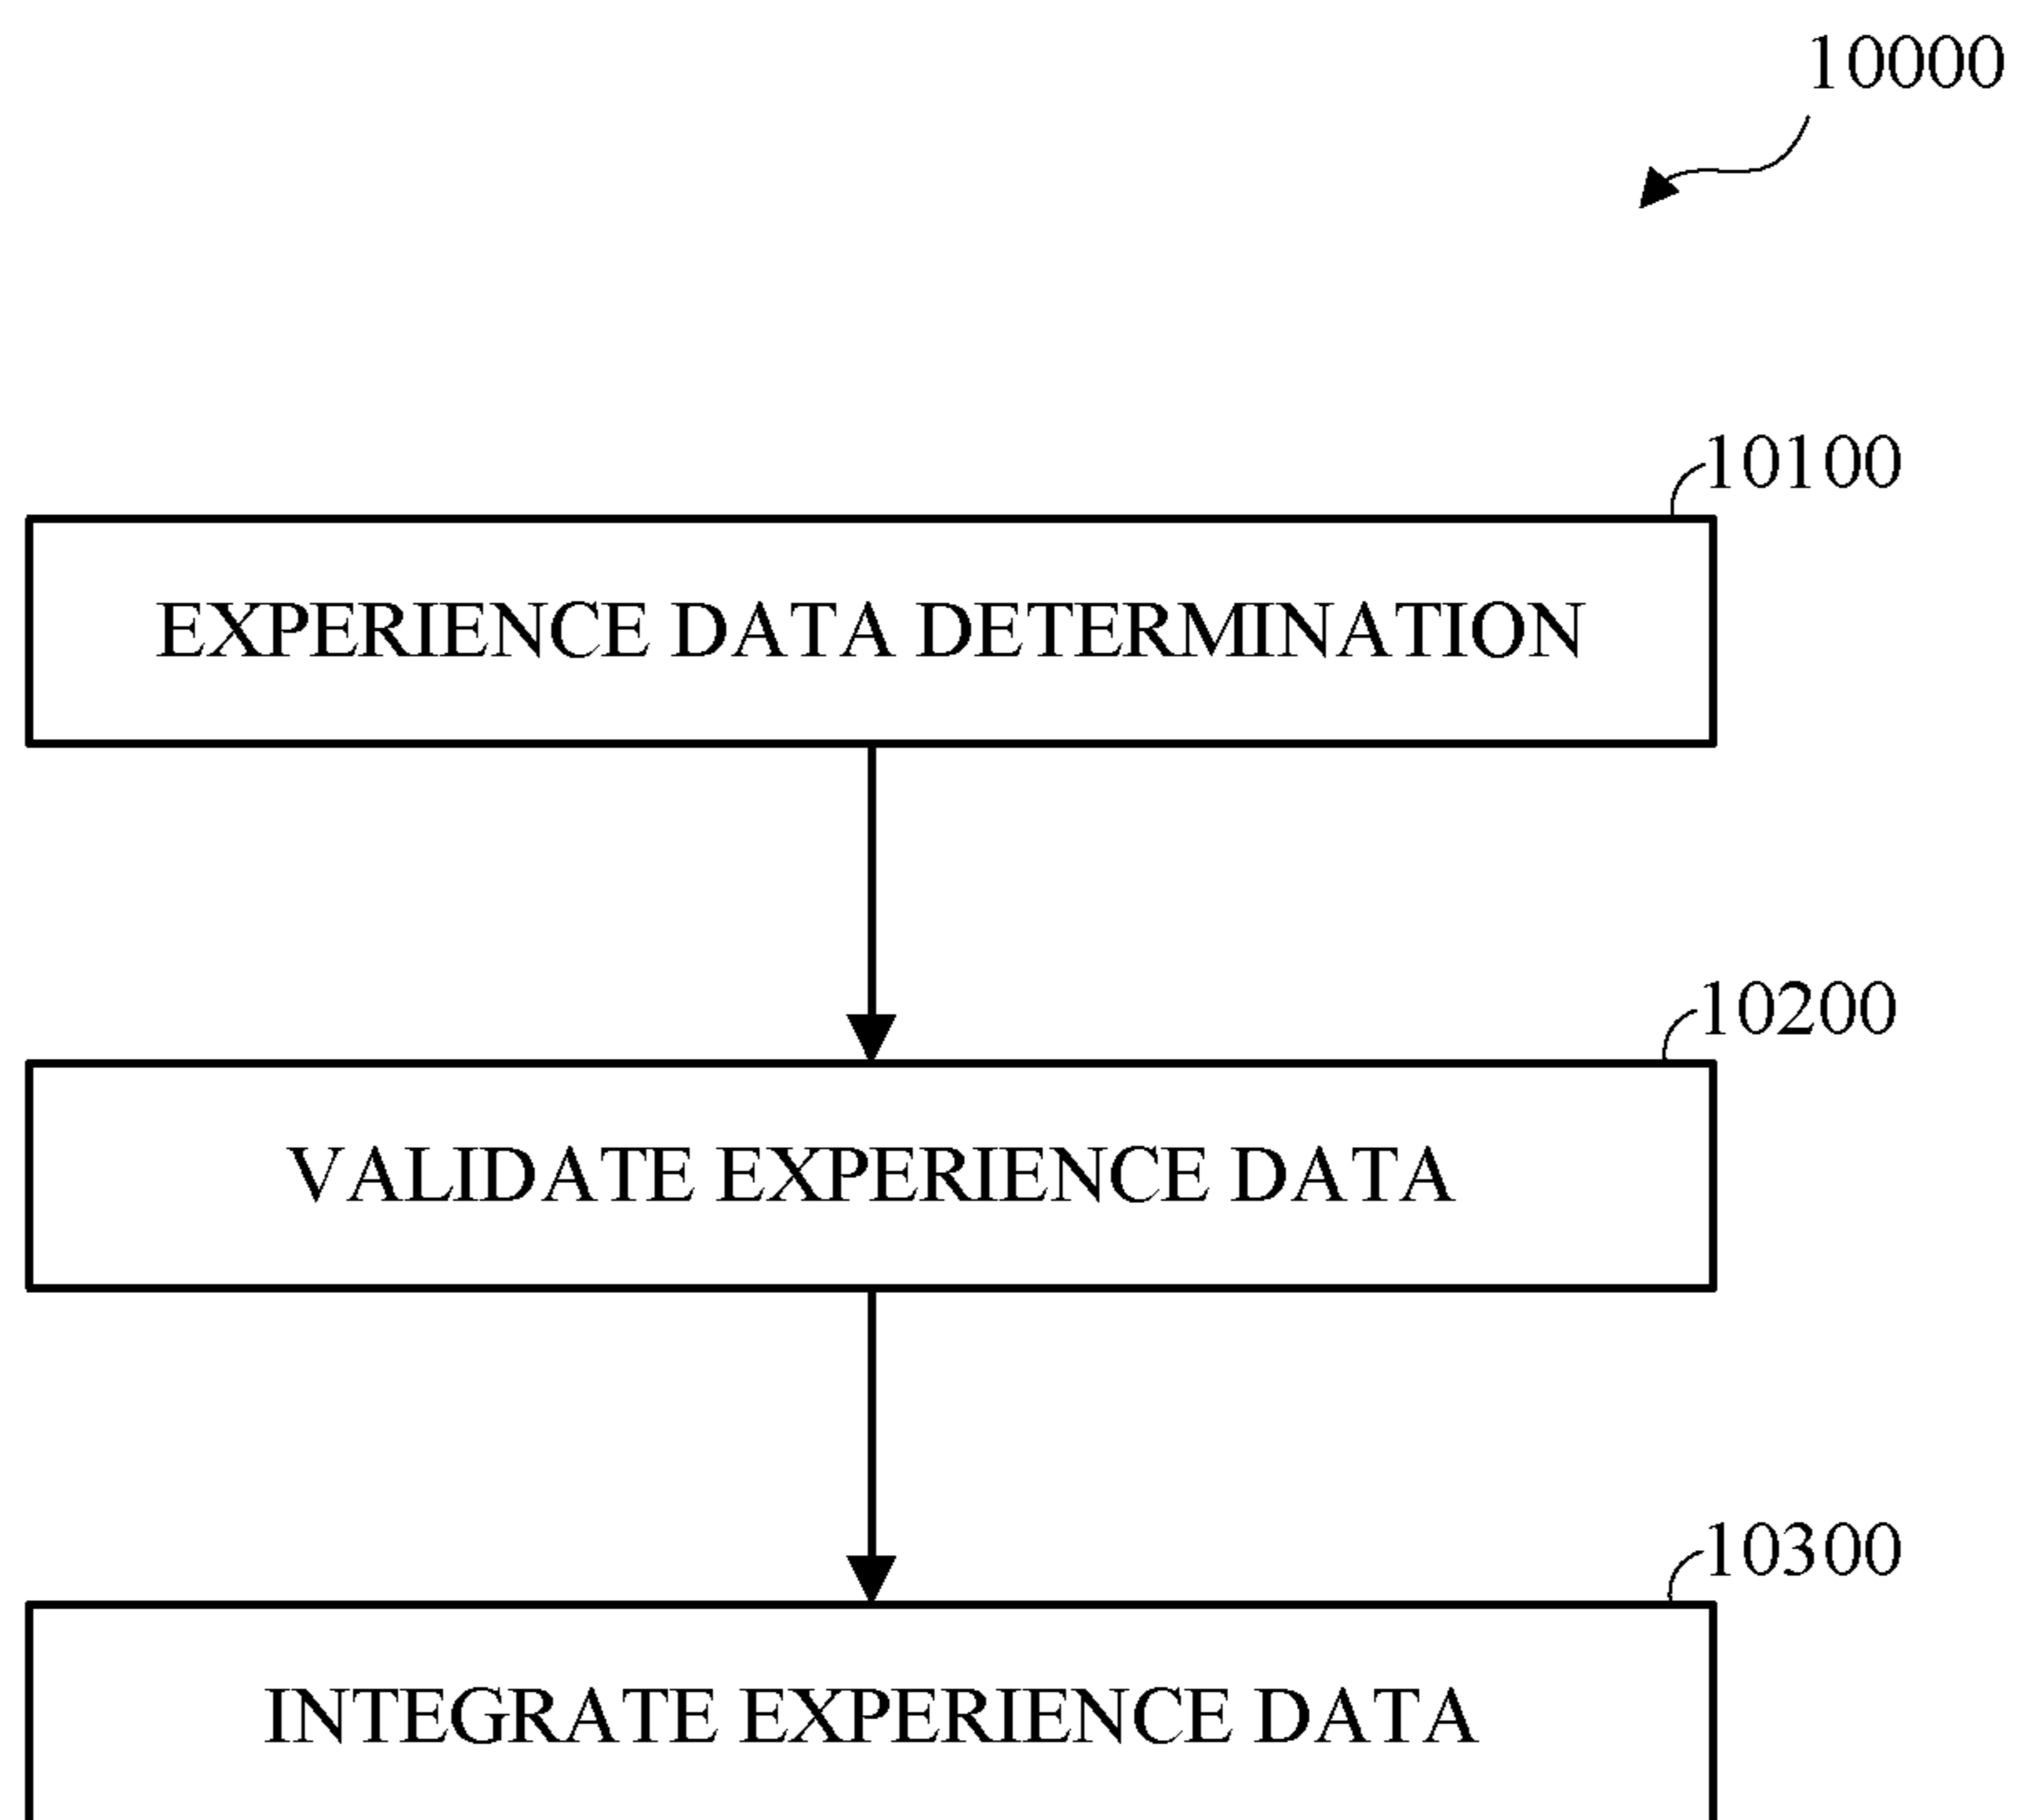 10000
10100
EXPERIENCE DATA DETERMINATION
10200
VALIDATE EXPERIENCE DATA
10300
INTEGRATE EXPERIENCE DATA